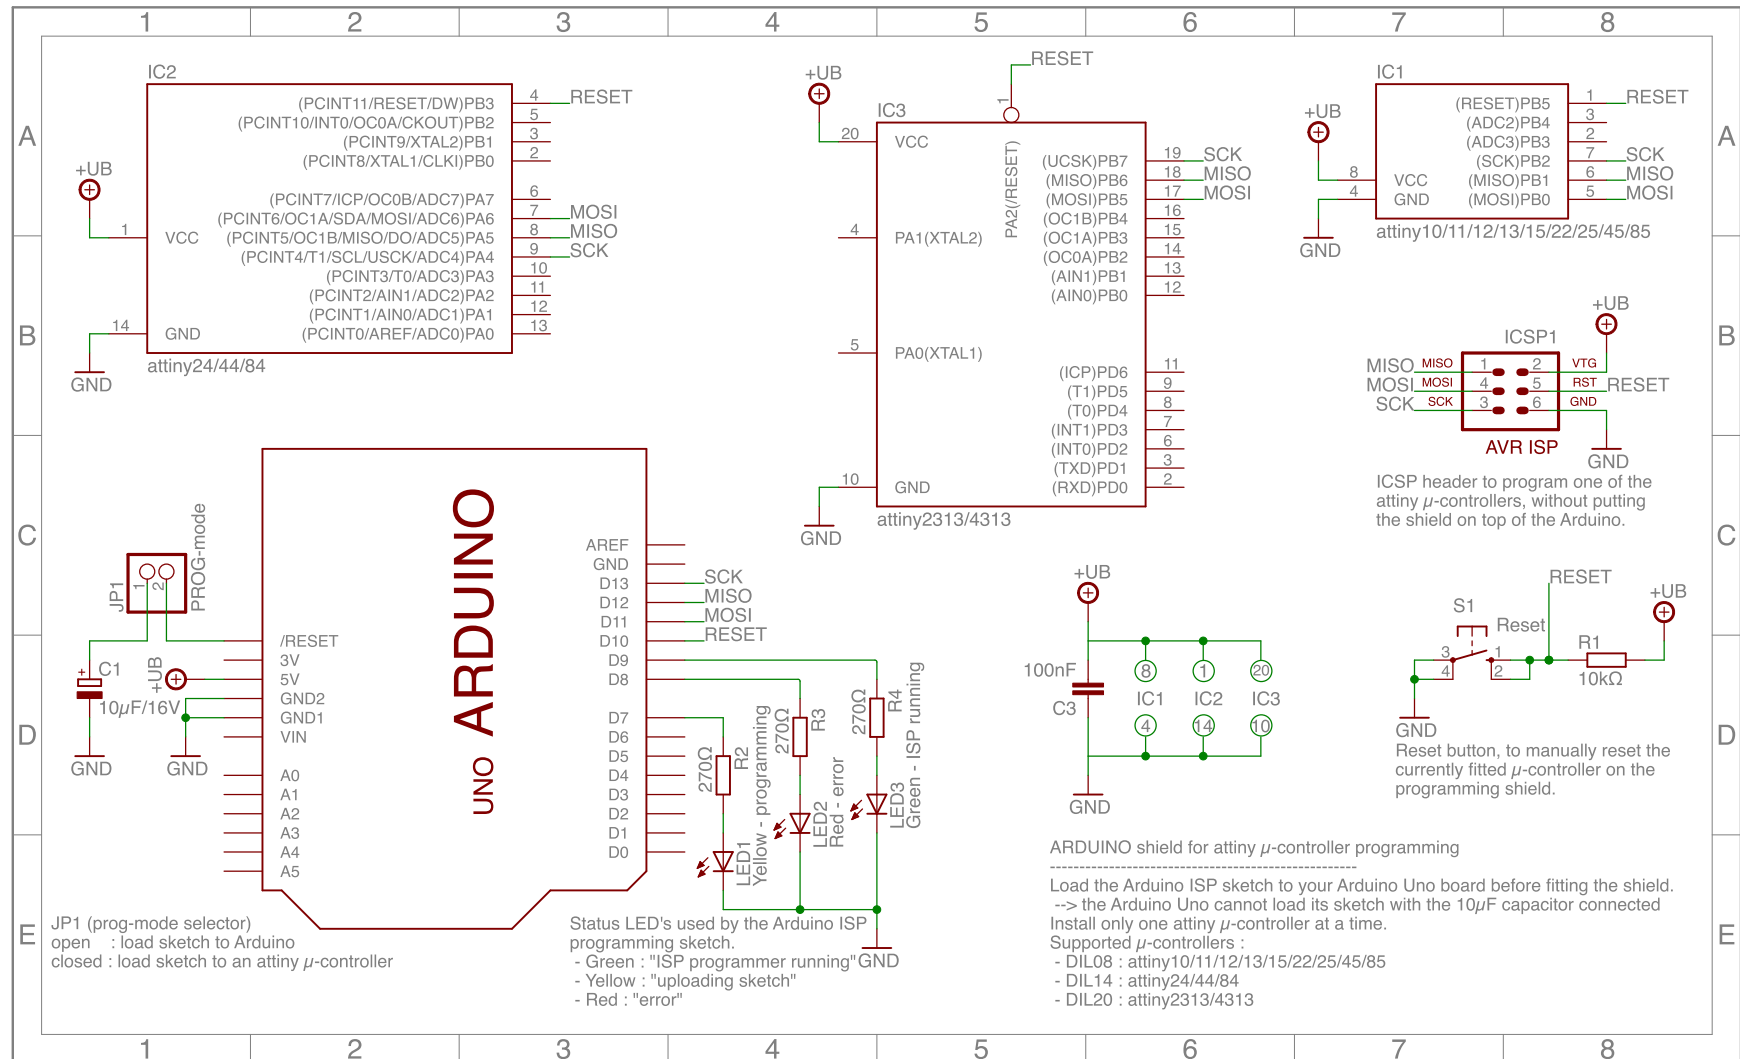 1 2 3 4 5 6 7 8
A
B
C
D
E
A
B
C
D
E
IC2
+UB
1 VCC
14 GND
GND
(PCINT11/RESET/DW)PB3 4 RESET
(PCINT10/INT0/OC0A/CKOUT)PB2 5
(PCINT9/XTAL2)PB1 3
(PCINT8/XTAL1/CLKI)PB0 2
(PCINT7/ICP/OC0B/ADC7)PA7 6
(PCINT6/OC1A/SDA/MOSI/ADC6)PA6 7 MOSI
(PCINT5/OC1B/MISO/DO/ADC5)PA5 8 MISO
(PCINT4/T1/SCL/USCK/ADC4)PA4 9 SCK
(PCINT3/T0/ADC3)PA3 10
(PCINT2/AIN1/ADC2)PA2 11
(PCINT1/AIN0/ADC1)PA1 12
(PCINT0/AREF/ADC0)PA0 13
attiny24/44/84
RESET
1
+UB
IC3
20 VCC
PA2(/RESET)
4 PA1(XTAL2)
5 PA0(XTAL1)
10 GND
GND
(UCSK)PB7 19 SCK
(MISO)PB6 18 MISO
(MOSI)PB5 17 MOSI
(OC1B)PB4 16
(OC1A)PB3 15
(OC0A)PB2 14
(AIN1)PB1 13
(AIN0)PB0 12
(ICP)PD6 11
(T1)PD5 9
(T0)PD4 8
(INT1)PD3 7
(INT0)PD2 6
(TXD)PD1 3
(RXD)PD0 2
attiny2313/4313
IC1
+UB
8 VCC
4 GND
GND
(RESET)PB5 1 RESET
(ADC2)PB4 3
(ADC3)PB3 2
(SCK)PB2 7 SCK
(MISO)PB1 6 MISO
(MOSI)PB0 5 MOSI
attiny10/11/12/13/15/22/25/45/85
+UB
ICSP1
MISO MISO 1 2 VTG
MOSI MOSI 4 5 RST RESET
SCK SCK 3 6 GND
AVR ISP
GND
ICSP header to program one of the
attiny µ-controllers, without putting
the shield on top of the Arduino.
JP1
1
2
PROG-mode
C1
+
10µF/16V
+UB
GND
GND
/RESET
3V
5V
GND2
GND1
VIN
A0
A1
A2
A3
A4
A5
UNO ARDUINO
AREF
GND
D13 SCK
D12 MISO
D11 MOSI
D10 RESET
D9
D8
D7
D6
D5
D4
D3
D2
D1
D0
270Ω
R2
270Ω
R3
270Ω
R4
LED1
Yellow - programming
LED2
Red - error
LED3
Green - ISP running
GND
+UB
100nF
C3
8 1 20
IC1 IC2 IC3
4 14 10
GND
RESET
+UB
S1
Reset
3 1
4 2
R1
10kΩ
GND
Reset button, to manually reset the
currently fitted µ-controller on the
programming shield.
JP1 (prog-mode selector)
open : load sketch to Arduino
closed : load sketch to an attiny µ-controller
Status LED's used by the Arduino ISP
programming sketch.
- Green : "ISP programmer running"
- Yellow : "uploading sketch"
- Red : "error"
ARDUINO shield for attiny µ-controller programming
------------------------------------------------
Load the Arduino ISP sketch to your Arduino Uno board before fitting the shield.
--> the Arduino Uno cannot load its sketch with the 10µF capacitor connected
Install only one attiny µ-controller at a time.
Supported µ-controllers :
- DIL08 : attiny10/11/12/13/15/22/25/45/85
- DIL14 : attiny24/44/84
- DIL20 : attiny2313/4313
1 2 3 4 5 6 7 8